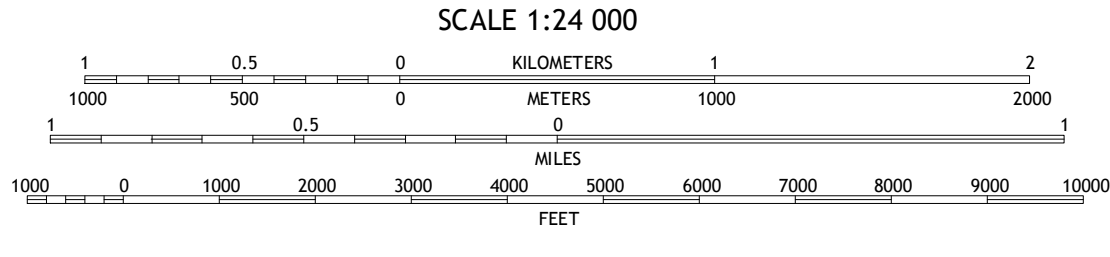 SCALE 1:24 000
1 0.5 0 KILOMETERS 1 2
1000 500 0 METERS 1000 2000
1 0.5 0 1
MILES
1000 0 1000 2000 3000 4000 5000 6000 7000 8000 9000 10000
FEET